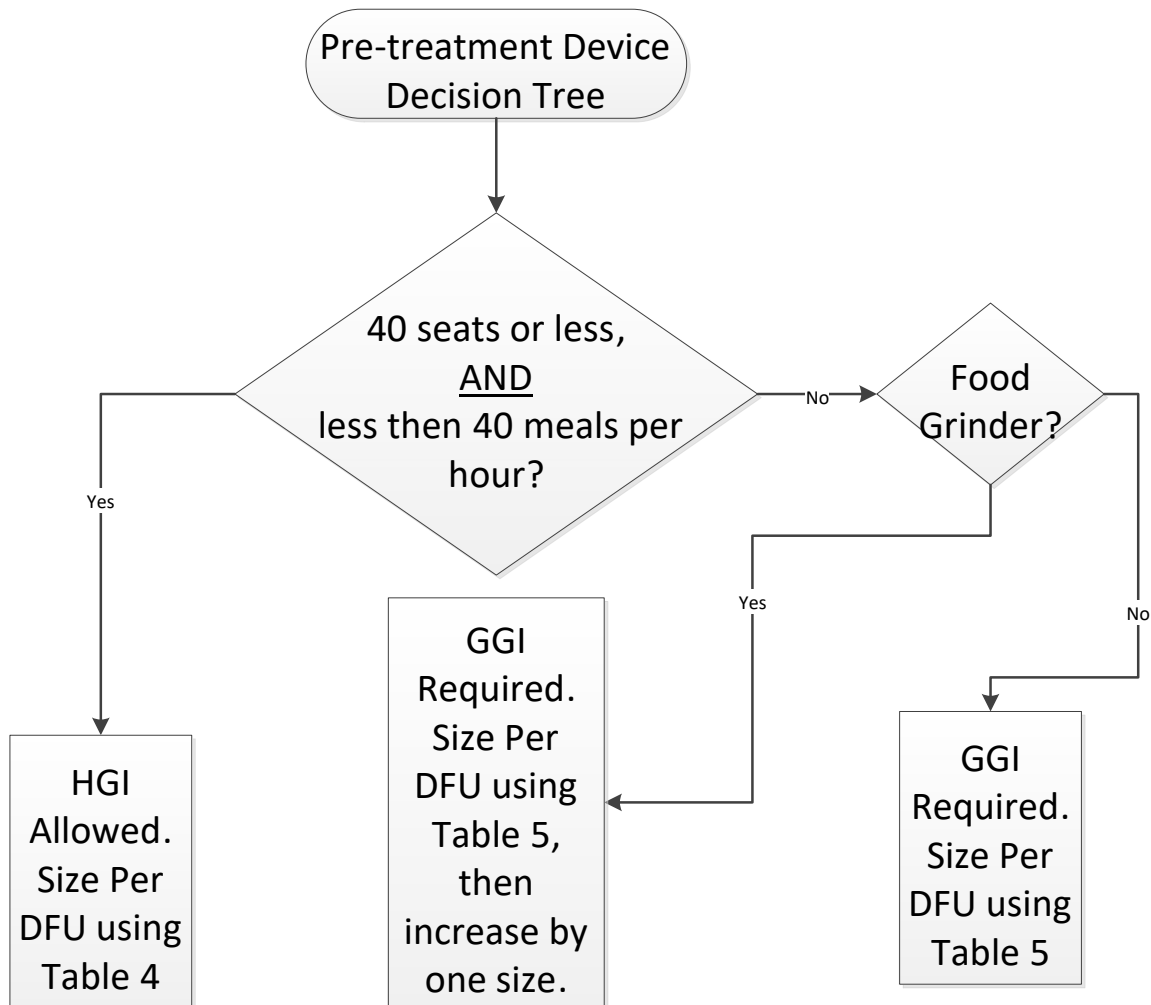 Pre-treatment Device
Decision Tree
40 seats or less,
AND
less then 40 meals per
hour?
No
Food
Grinder?
Yes
Yes
No
GGI
Required.
Size Per
DFU using
Table 5,
then
increase by
one size.
GGI
Required.
Size Per
DFU using
Table 5
HGI
Allowed.
Size Per
DFU using
Table 4